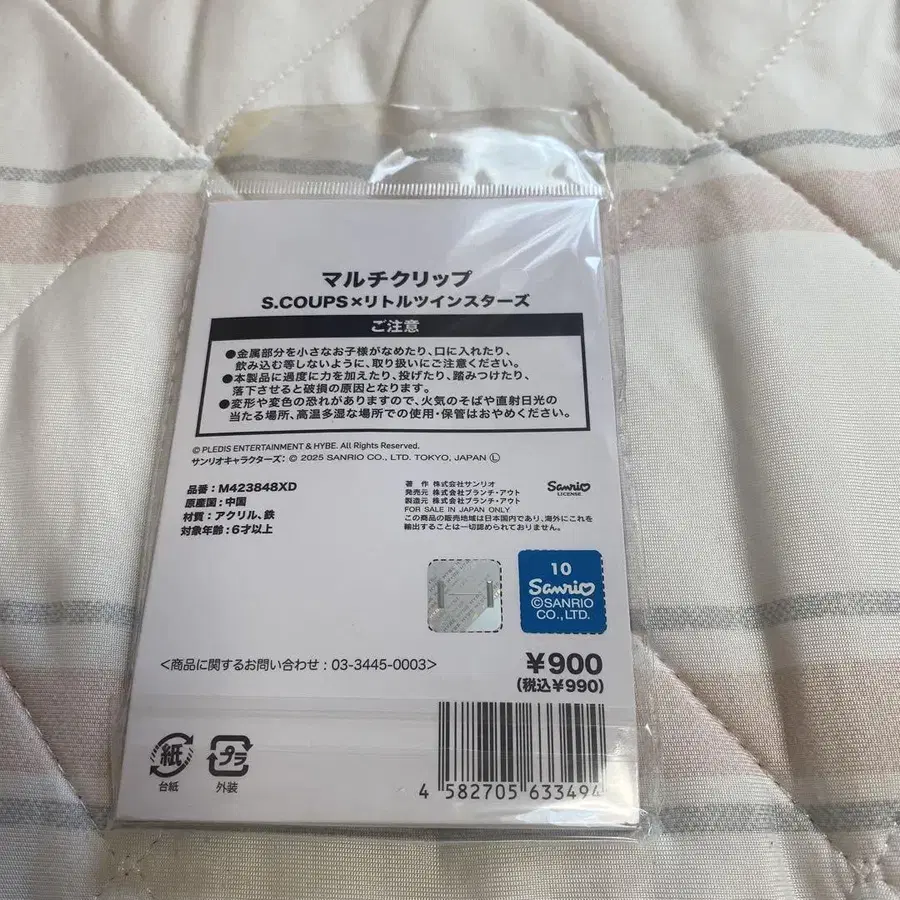 マルチクリップ
S.COUPS×リトルツインスターズ
ご注意
●金属部分を小さなお子様がなめたり、口に入れたり、
飲み込む等しないように、取り扱いにご注意ください。
●本製品に過度に力を加えたり、投げたり、踏みつけたり、
落下させると破損の原因となります。
●変形や変色の恐れがありますので、火気のそばや直射日光の
当たる場所、高温多湿な場所での使用・保管はおやめください。
© PLEDIS ENTERTAINMENT & HYBE. All Rights Reserved.
サンリオキャラクターズ：© 2025 SANRIO CO., LTD. TOKYO, JAPAN Ⓛ
品番：M423848XD
原産国：中国
材質：アクリル、鉄
対象年齢：6才以上
著 作 株式会社サンリオ
発売元 株式会社ブランチ・アウト
製造元 株式会社ブランチ・アウト
FOR SALE IN JAPAN ONLY
この商品の販売地域は日本国内であり、海外にこれを
輸出することは一切認められておりません。
Sanrio
LICENSE
10
Sanrio
©SANRIO
CO.,LTD.
<商品に関するお問い合わせ：03-3445-0003>
¥900
(税込¥990)
紙
台紙
プラ
外装
4 582705 633494